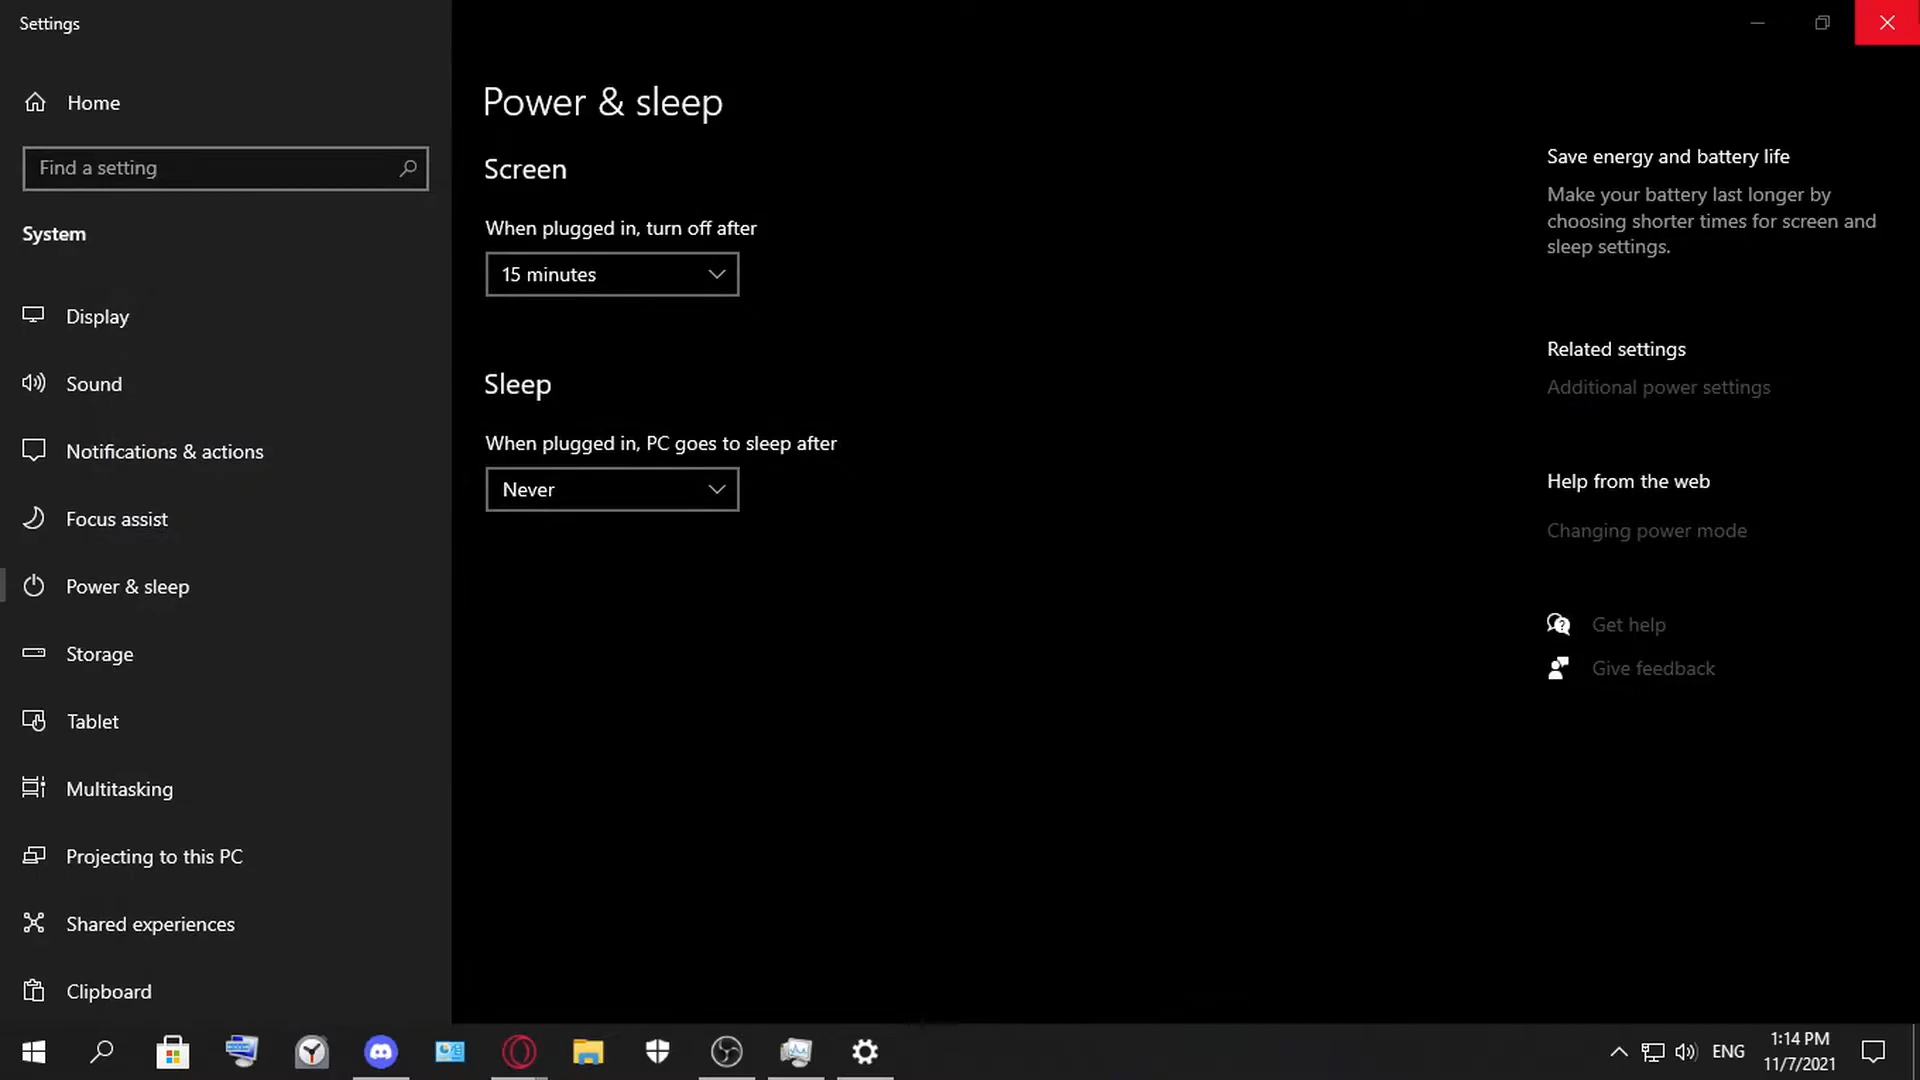 Settings
Home
Find a setting
System
Display
Sound
Notifications & actions
Focus assist
Power & sleep
Storage
Tablet
Multitasking
Projecting to this PC
Shared experiences
Clipboard
Power & sleep
Screen
When plugged in, turn off after
15 minutes
Sleep
When plugged in, PC goes to sleep after
Never
Save energy and battery life
Make your battery last longer by
choosing shorter times for screen and
sleep settings.
Related settings
Additional power settings
Help from the web
Changing power mode
Get help
Give feedback
ENG
1:14 PM
11/7/2021